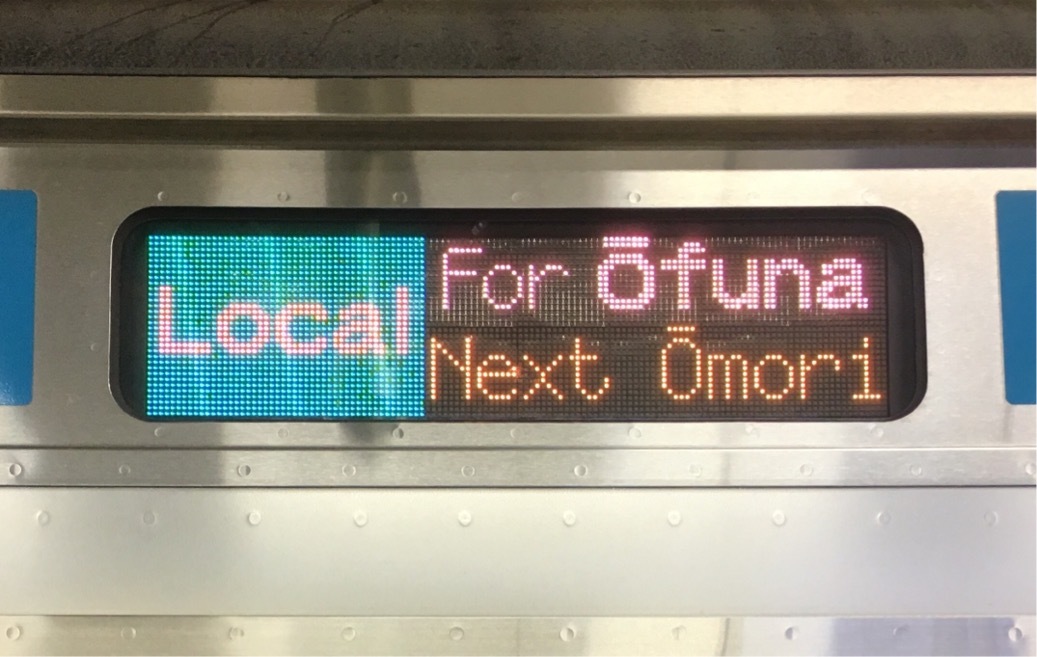 Local
For Ōfuna
Next Ōmori